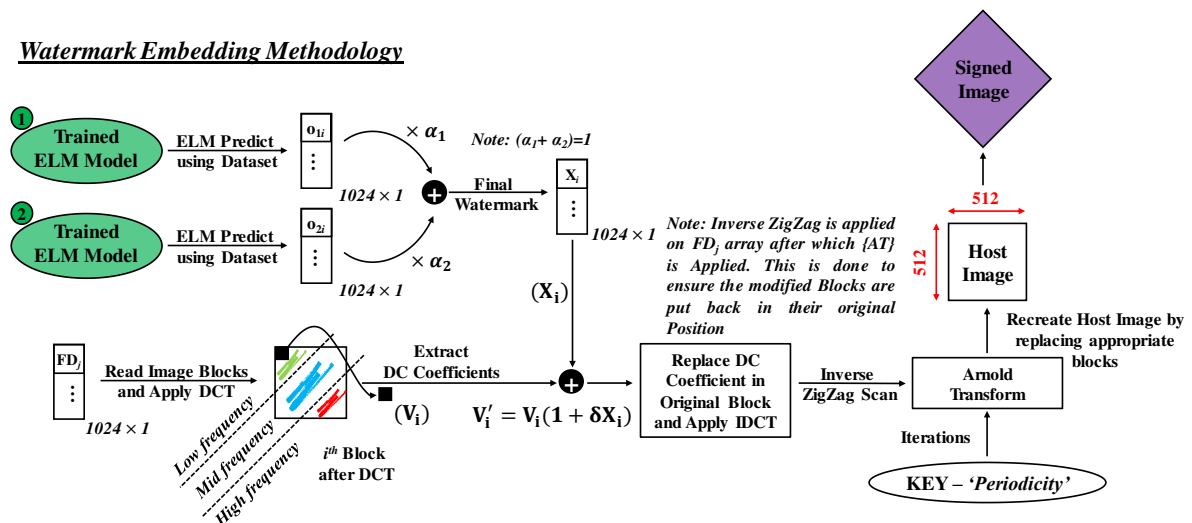 Watermark Embedding Methodology
1
Trained
ELM Model
ELM Predict
using Dataset
o₁ᵢ
⋮
1024 × 1
× α₁
2
Trained
ELM Model
ELM Predict
using Dataset
o₂ᵢ
⋮
1024 × 1
× α₂
+
Final
Watermark
Note: (α₁+ α₂)=1
Xᵢ
⋮
1024 × 1
(Xᵢ)
Note: Inverse ZigZag is applied
on FDⱼ array after which {AT}
is Applied. This is done to
ensure the modified Blocks are
put back in their original
Position
FDⱼ
⋮
1024 × 1
Read Image Blocks
and Apply DCT
Low frequency
Mid frequency
High frequency
iᵗʰ Block
after DCT
(Vᵢ)
Extract
DC Coefficients
+
Vᵢ′ = Vᵢ(1 + δXᵢ)
Replace DC
Coefficient in
Original Block
and Apply IDCT
Inverse
ZigZag Scan
Arnold
Transform
Iterations
KEY – ‘Periodicity’
Recreate Host Image by
replacing appropriate
blocks
512
512
Host
Image
Signed
Image